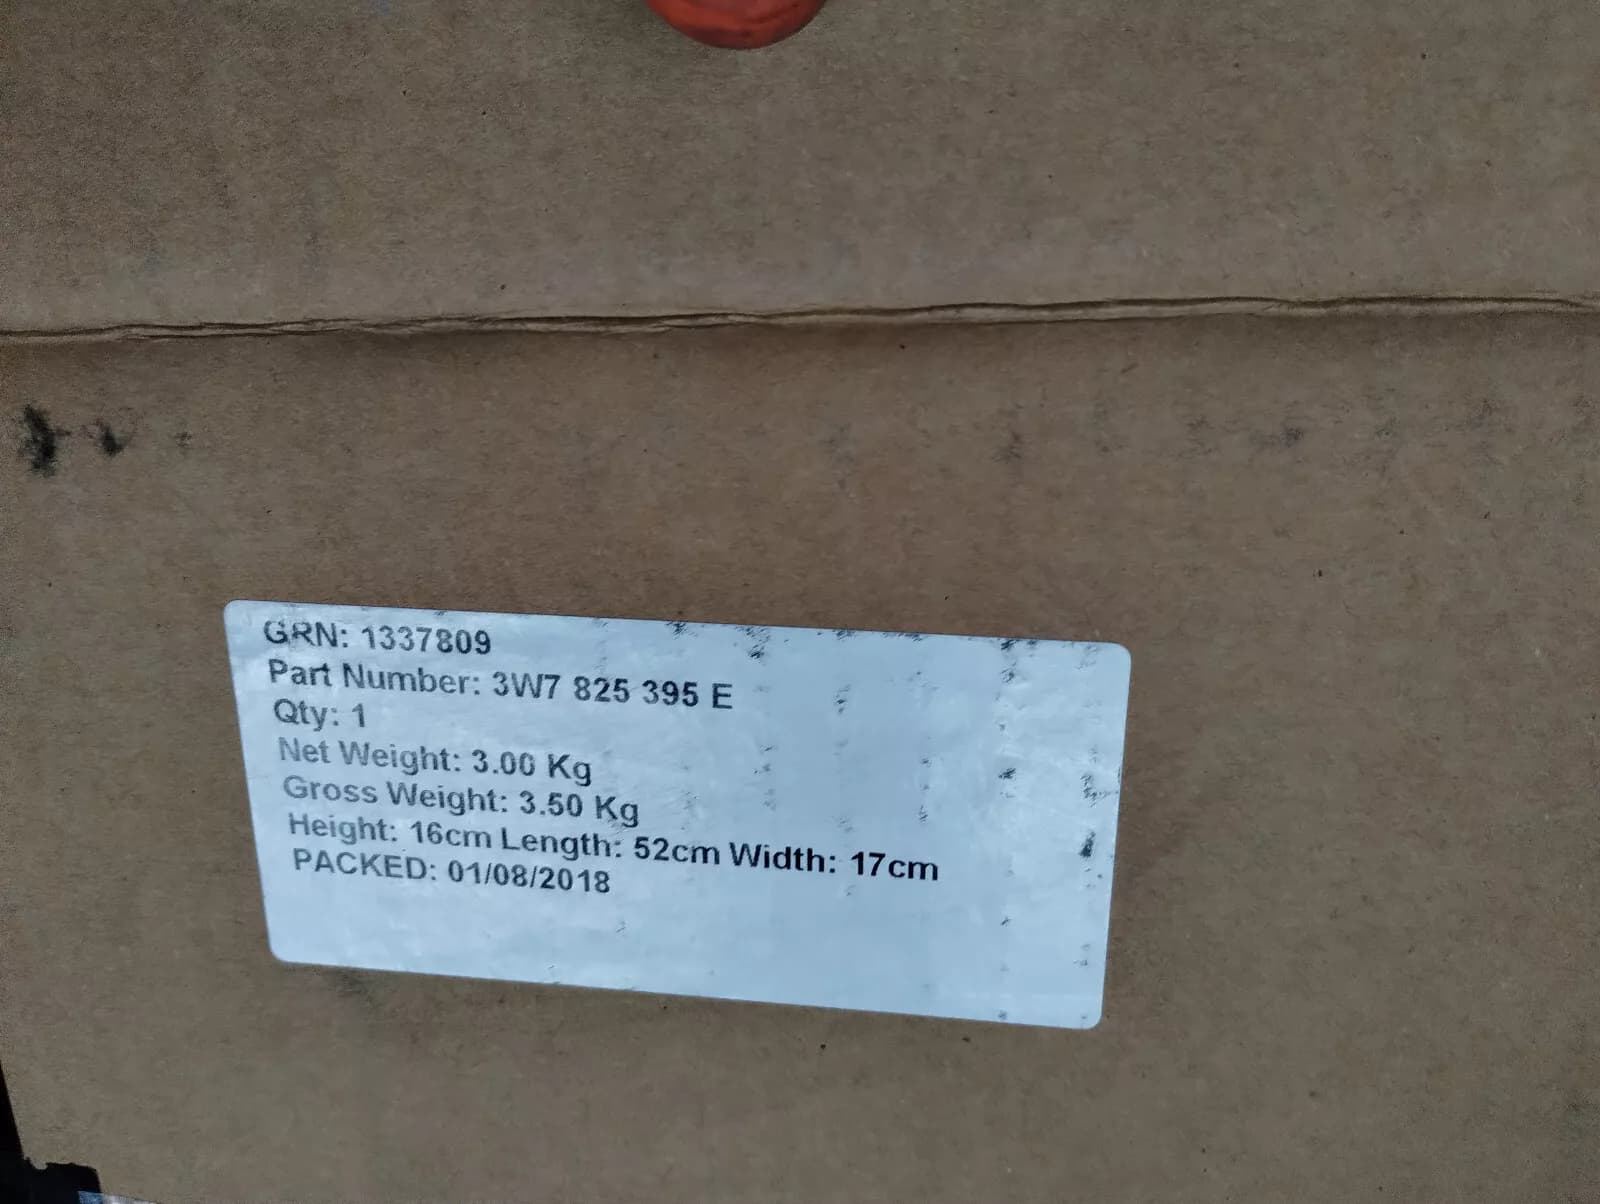 GRN: 1337809
Part Number: 3W7 825 395 E
Qty: 1
Net Weight: 3.00 Kg
Gross Weight: 3.50 Kg
Height: 16cm Length: 52cm Width: 17cm
PACKED: 01/08/2018